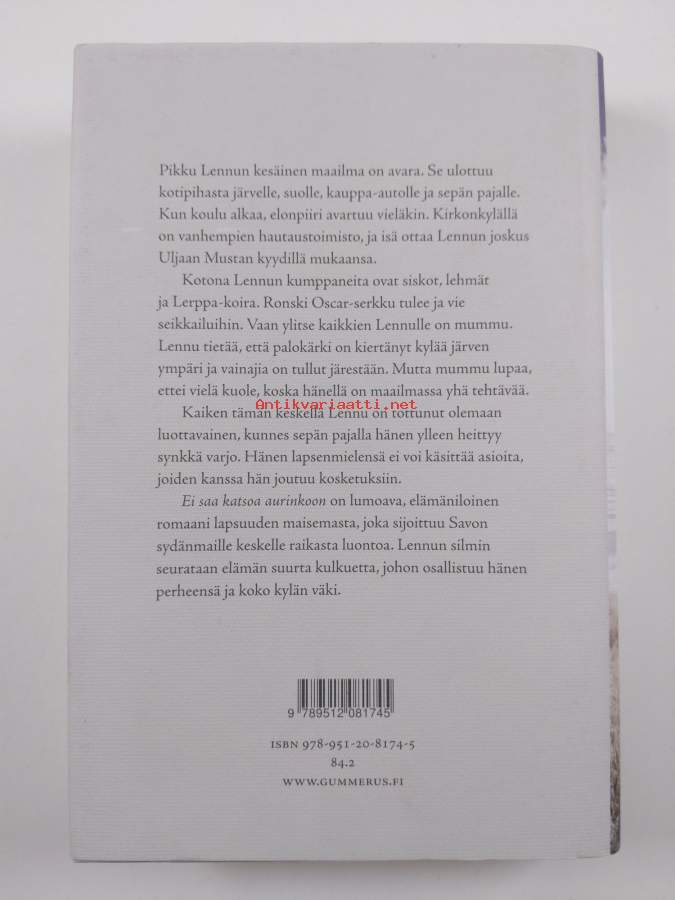 Pikku Lennun kesäinen maailma on avara. Se ulottuu
kotipihasta järvelle, suolle, kauppa-autolle ja sepän pajalle.
Kun koulu alkaa, elonpiiri avartuu vieläkin. Kirkonkylällä
on vanhempien hautaustoimisto, ja isä ottaa Lennun joskus
Uljaan Mustan kyydillä mukaansa.
Kotona Lennun kumppaneita ovat siskot, lehmät
ja Lerppa-koira. Ronski Oscar-serkku tulee ja vie
seikkailuihin. Vaan ylitse kaikkien Lennulle on mummu.
Lennu tietää, että palokärki on kiertänyt kylää järven
ympäri ja vainajia on tullut järestään. Mutta mummu lupaa,
ettei vielä kuole, koska hänellä on maailmassa yhä tehtävää.
Antikvariaatti.net
Kaiken tämän keskellä Lennu on tottunut olemaan
luottavainen, kunnes sepän pajalla hänen ylleen heittyy
synkkä varjo. Hänen lapsenmielensä ei voi käsittää asioita,
joiden kanssa hän joutuu kosketuksiin.
Ei saa katsoa aurinkoon on lumoava, elämäniloinen
romaani lapsuuden maisemasta, joka sijoittuu Savon
sydänmaille keskelle raikasta luontoa. Lennun silmin
seurataan elämän suurta kulkuetta, johon osallistuu hänen
perheensä ja koko kylän väki.
9 789512 081745
ISBN 978-951-20-8174-5
84.2
WWW.GUMMERUS.FI